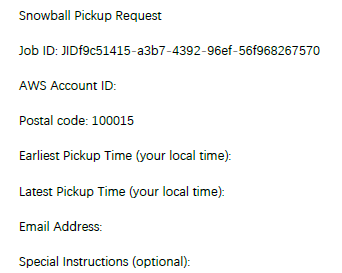 Snowball Pickup Request
Job ID: JIDf9c51415-a3b7-4392-96ef-56f968267570
AWS Account ID:
Postal code: 100015
Earliest Pickup Time (your local time):
Latest Pickup Time (your local time):
Email Address:
Special Instructions (optional):